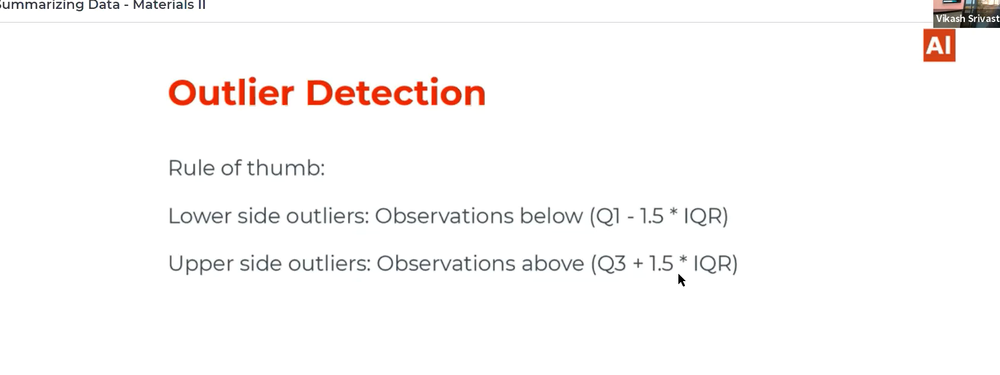 Summarizing Data - Materials II
Vikash Srivast
AI
Outlier Detection
Rule of thumb:
Lower side outliers: Observations below (Q1 - 1.5 * IQR)
Upper side outliers: Observations above (Q3 + 1.5 * IQR)